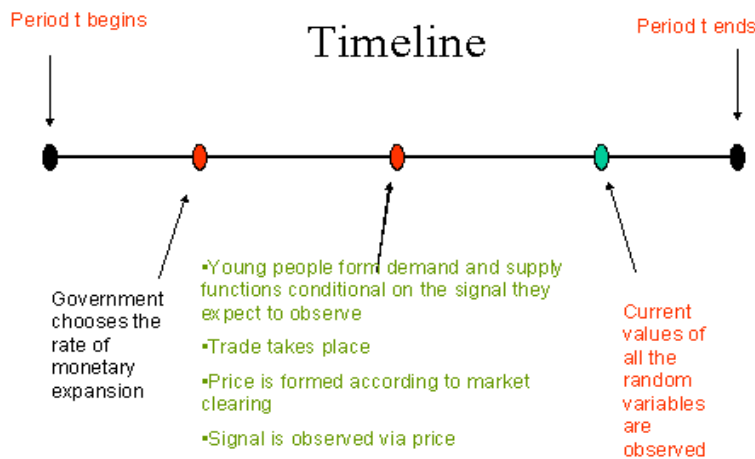 Period t begins
Timeline
Period t ends
Government
chooses the
rate of
monetary
expansion
•Young people form demand and supply
functions conditional on the signal they
expect to observe
•Trade takes place
•Price is formed according to market
clearing
•Signal is observed via price
Current
values of
all the
random
variables
are
observed